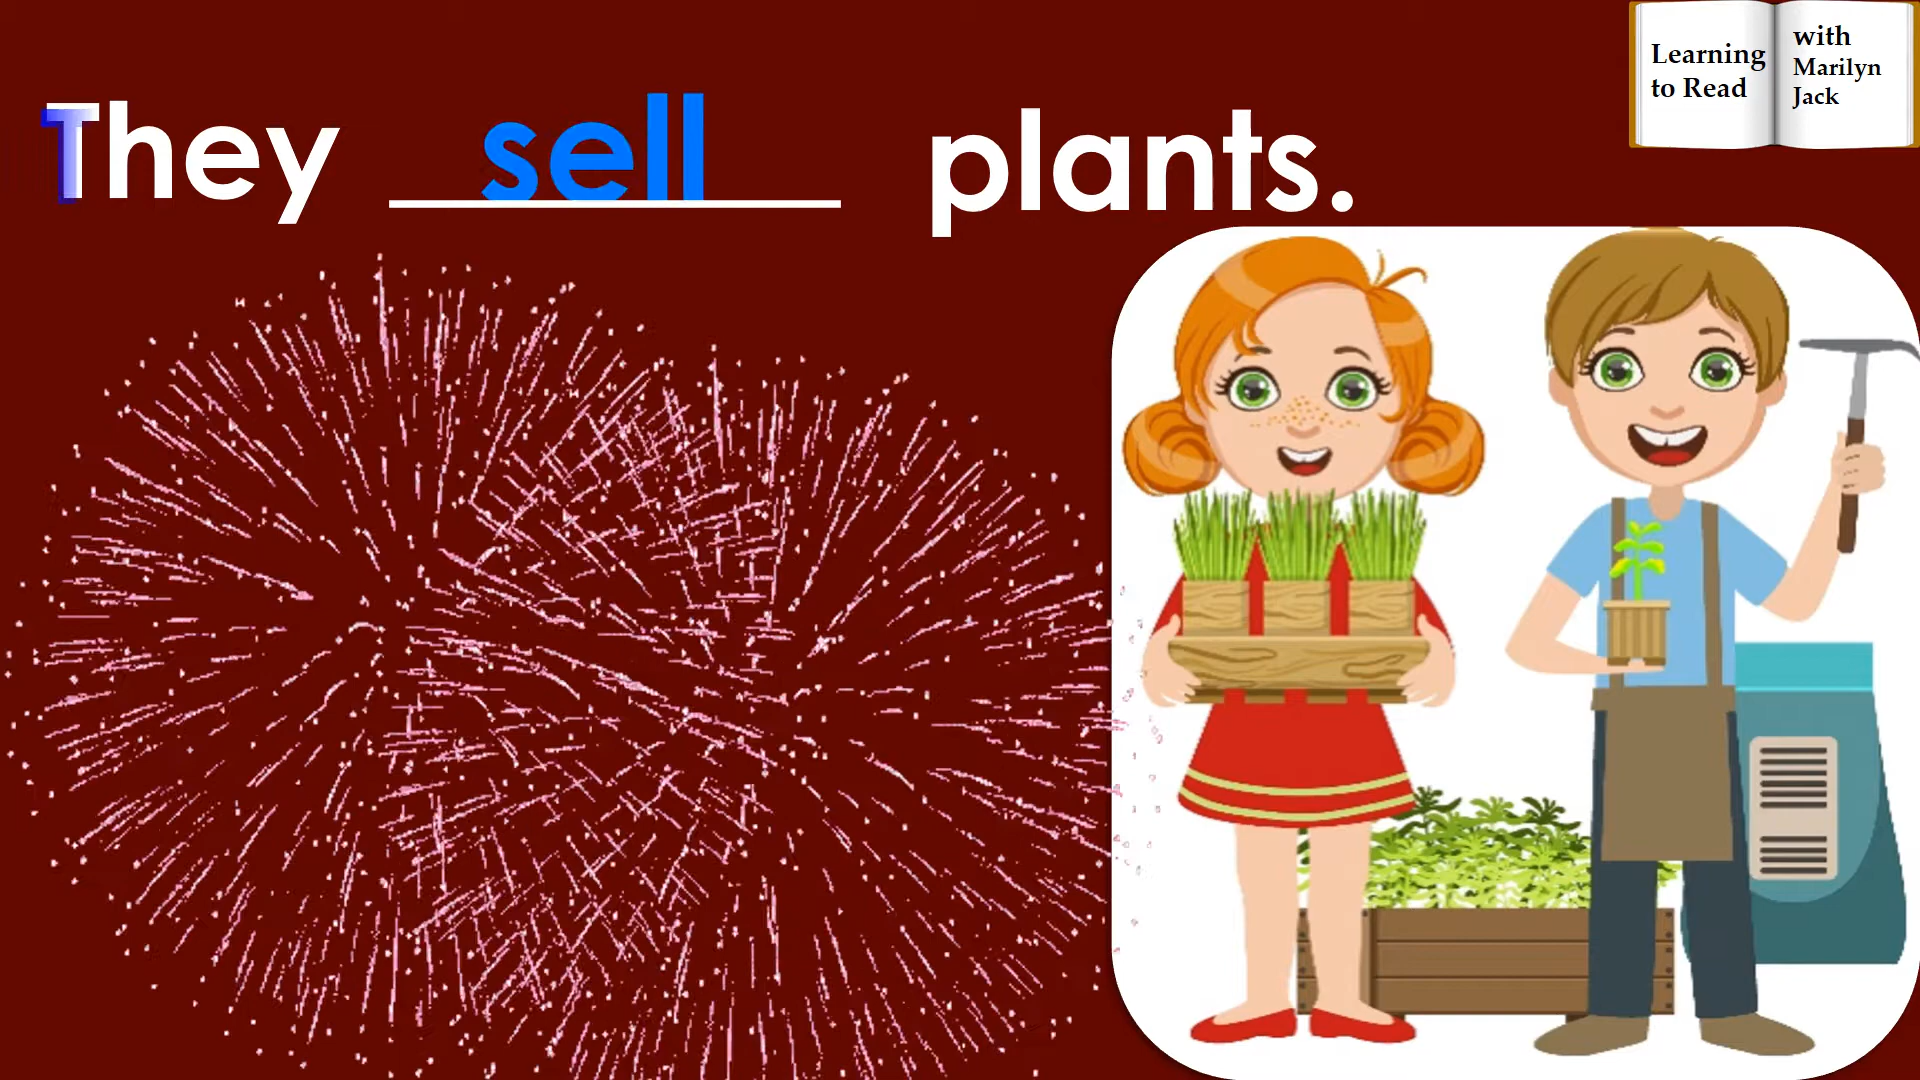 They sell plants.
Learning
to Read
with
Marilyn
Jack